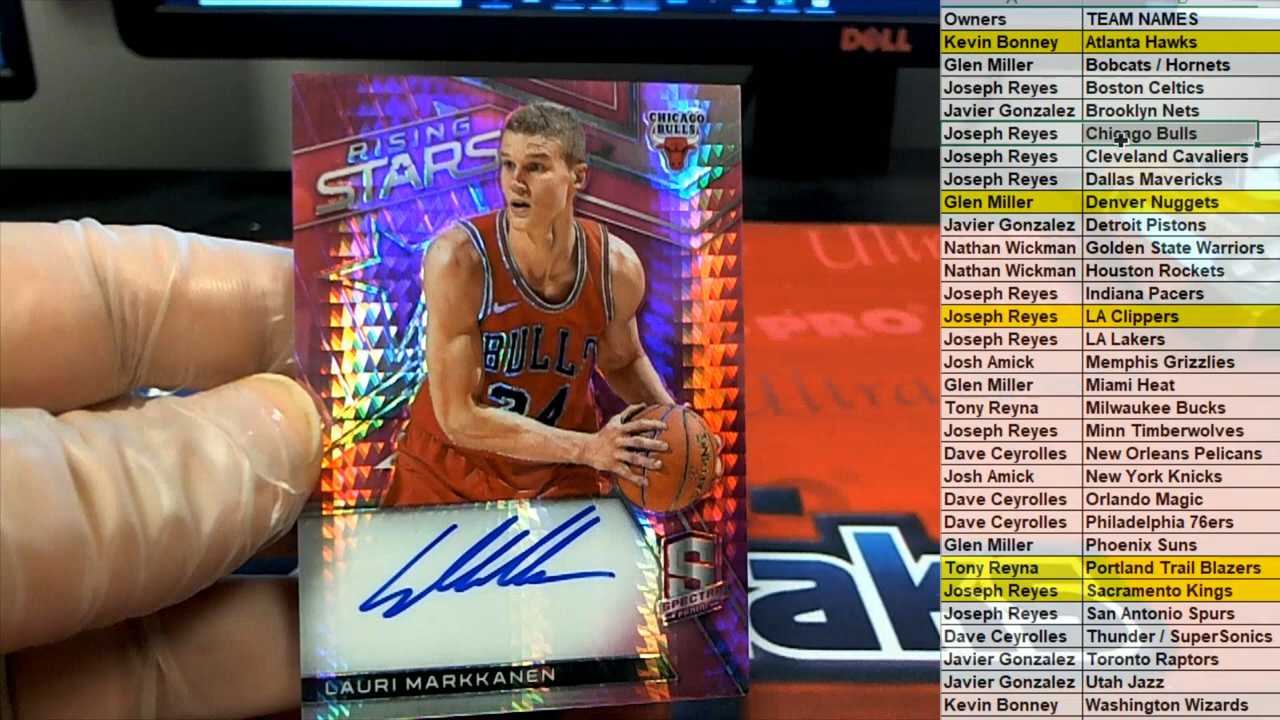 DELL
CHICAGO
BULLS
RISING
STARS
BULL
24
SPECTRA
PANINI
LAURI MARKKANEN
Ultra
PRO
Ultra
aks
Owners TEAM NAMES
Kevin Bonney Atlanta Hawks
Glen Miller Bobcats / Hornets
Joseph Reyes Boston Celtics
Javier Gonzalez Brooklyn Nets
Joseph Reyes Chicago Bulls
Joseph Reyes Cleveland Cavaliers
Joseph Reyes Dallas Mavericks
Glen Miller Denver Nuggets
Javier Gonzalez Detroit Pistons
Nathan Wickman Golden State Warriors
Nathan Wickman Houston Rockets
Joseph Reyes Indiana Pacers
Joseph Reyes LA Clippers
Joseph Reyes LA Lakers
Josh Amick Memphis Grizzlies
Glen Miller Miami Heat
Tony Reyna Milwaukee Bucks
Joseph Reyes Minn Timberwolves
Dave Ceyrolles New Orleans Pelicans
Josh Amick New York Knicks
Dave Ceyrolles Orlando Magic
Dave Ceyrolles Philadelphia 76ers
Glen Miller Phoenix Suns
Tony Reyna Portland Trail Blazers
Joseph Reyes Sacramento Kings
Joseph Reyes San Antonio Spurs
Dave Ceyrolles Thunder / SuperSonics
Javier Gonzalez Toronto Raptors
Javier Gonzalez Utah Jazz
Kevin Bonney Washington Wizards